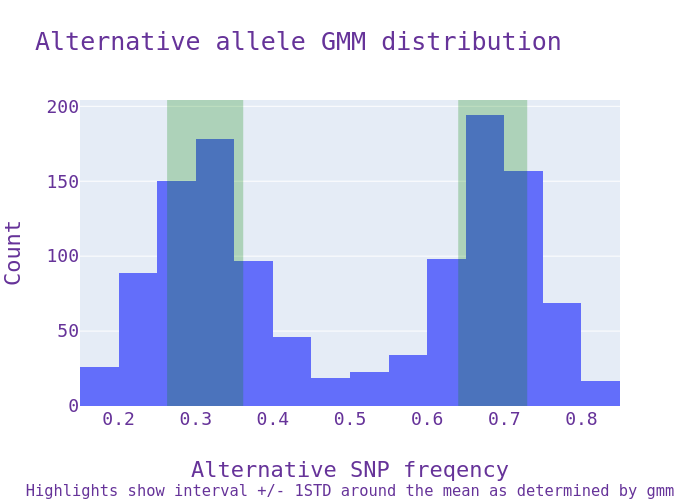 Alternative allele GMM distribution
200
150
100
50
0
Count
0.2 0.3 0.4 0.5 0.6 0.7 0.8
Alternative SNP freqency
Highlights show interval +/- 1STD around the mean as determined by gmm